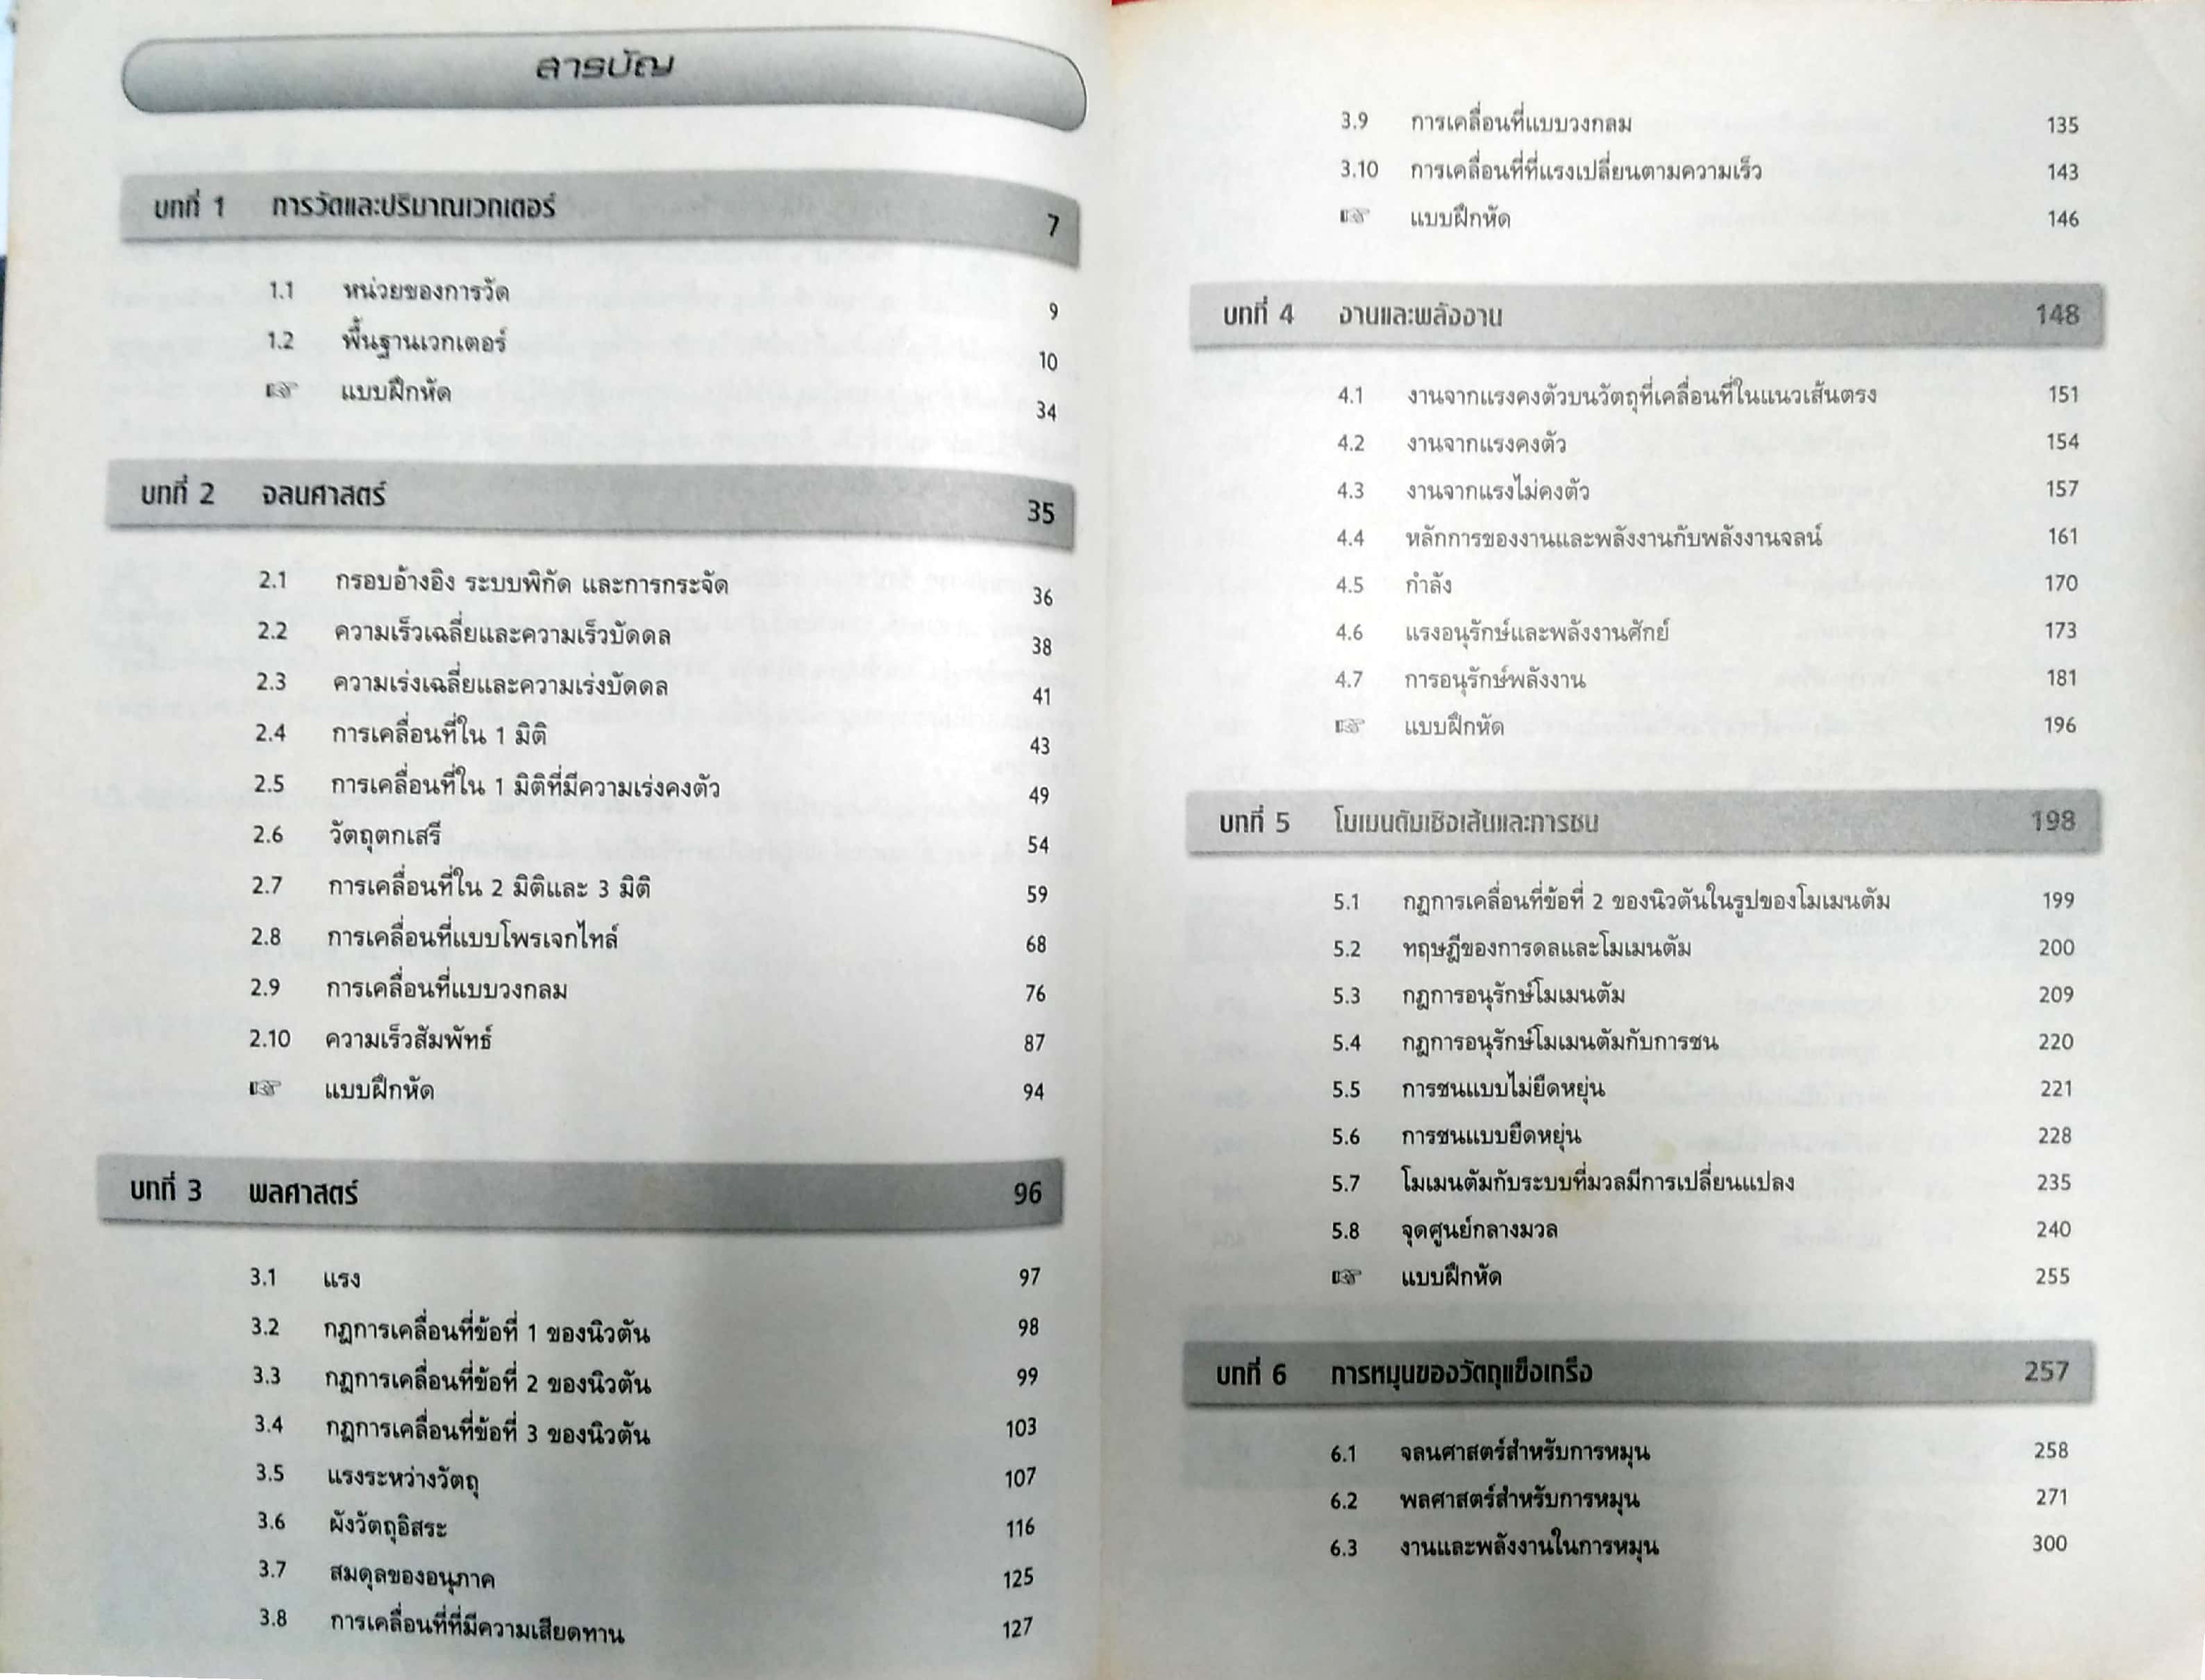 สารบัญ
บทที่ 1 การวัดและปริมาณเวกเตอร์ 7
1.1 หน่วยของการวัด 9
1.2 พื้นฐานเวกเตอร์ 10
☞ แบบฝึกหัด 34
บทที่ 2 จลนศาสตร์ 35
2.1 กรอบอ้างอิง ระบบพิกัด และการกระจัด 36
2.2 ความเร็วเฉลี่ยและความเร็วบัดดล 38
2.3 ความเร่งเฉลี่ยและความเร่งบัดดล 41
2.4 การเคลื่อนที่ใน 1 มิติ 43
2.5 การเคลื่อนที่ใน 1 มิติที่มีความเร่งคงตัว 49
2.6 วัตถุตกเสรี 54
2.7 การเคลื่อนที่ใน 2 มิติและ 3 มิติ 59
2.8 การเคลื่อนที่แบบโพรเจกไทล์ 68
2.9 การเคลื่อนที่แบบวงกลม 76
2.10 ความเร็วสัมพัทธ์ 87
☞ แบบฝึกหัด 94
บทที่ 3 พลศาสตร์ 96
3.1 แรง 97
3.2 กฎการเคลื่อนที่ข้อที่ 1 ของนิวตัน 98
3.3 กฎการเคลื่อนที่ข้อที่ 2 ของนิวตัน 99
3.4 กฎการเคลื่อนที่ข้อที่ 3 ของนิวตัน 103
3.5 แรงระหว่างวัตถุ 107
3.6 ผังวัตถุอิสระ 116
3.7 สมดุลของอนุภาค 125
3.8 การเคลื่อนที่ที่มีความเสียดทาน 127
3.9 การเคลื่อนที่แบบวงกลม 135
3.10 การเคลื่อนที่ที่แรงเปลี่ยนตามความเร็ว 143
☞ แบบฝึกหัด 146
บทที่ 4 งานและพลังงาน 148
4.1 งานจากแรงคงตัวบนวัตถุที่เคลื่อนที่ในแนวเส้นตรง 151
4.2 งานจากแรงคงตัว 154
4.3 งานจากแรงไม่คงตัว 157
4.4 หลักการของงานและพลังงานกับพลังงานจลน์ 161
4.5 กำลัง 170
4.6 แรงอนุรักษ์และพลังงานศักย์ 173
4.7 การอนุรักษ์พลังงาน 181
☞ แบบฝึกหัด 196
บทที่ 5 โมเมนตัมเชิงเส้นและการชน 198
5.1 กฎการเคลื่อนที่ข้อที่ 2 ของนิวตันในรูปของโมเมนตัม 199
5.2 ทฤษฎีของการดลและโมเมนตัม 200
5.3 กฎการอนุรักษ์โมเมนตัม 209
5.4 กฎการอนุรักษ์โมเมนตัมกับการชน 220
5.5 การชนแบบไม่ยืดหยุ่น 221
5.6 การชนแบบยืดหยุ่น 228
5.7 โมเมนตัมกับระบบที่มวลมีการเปลี่ยนแปลง 235
5.8 จุดศูนย์กลางมวล 240
☞ แบบฝึกหัด 255
บทที่ 6 การหมุนของวัตถุแข็งเกร็ง 257
6.1 จลนศาสตร์สำหรับการหมุน 258
6.2 พลศาสตร์สำหรับการหมุน 271
6.3 งานและพลังงานในการหมุน 300